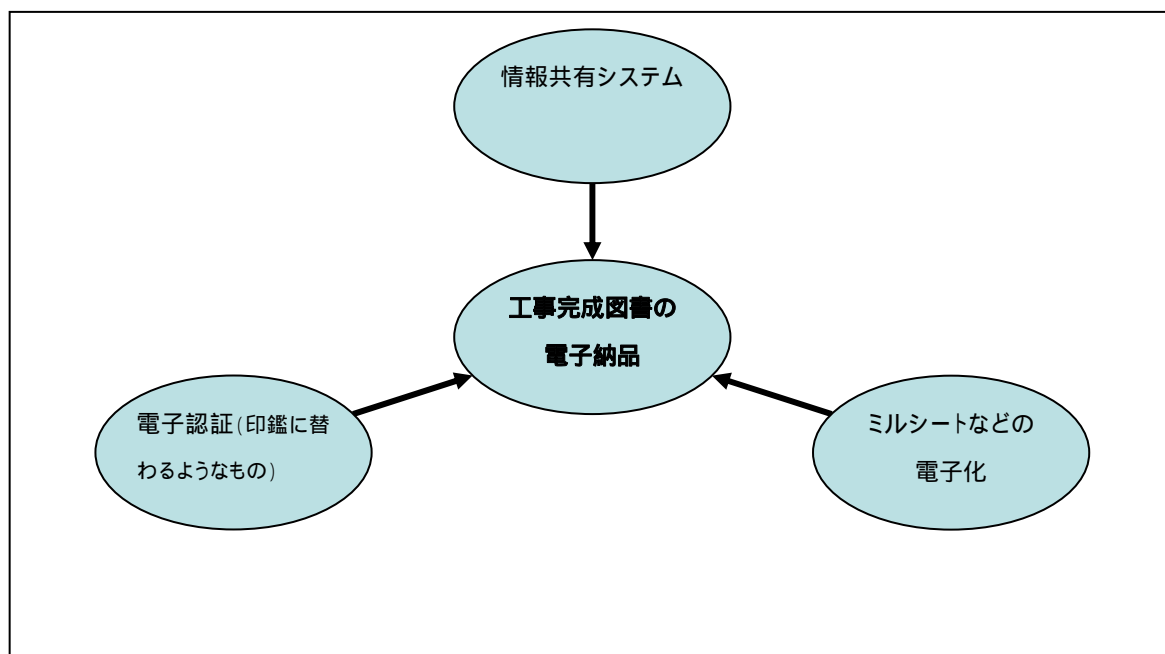 情報共有システム
工事完成図書の
電子納品
電子認証(印鑑に替
わるようなもの)
ミルシートなどの
電子化